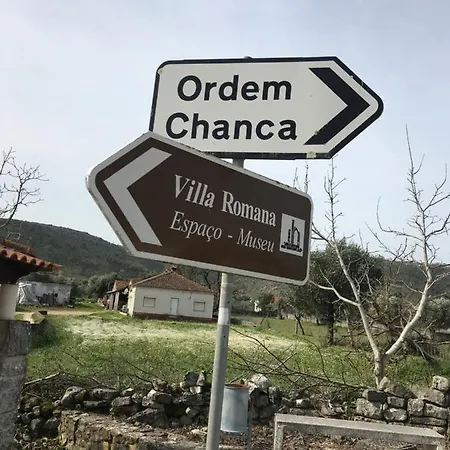 Ordem
Chanca
Villa Romana
Espaço - Museu